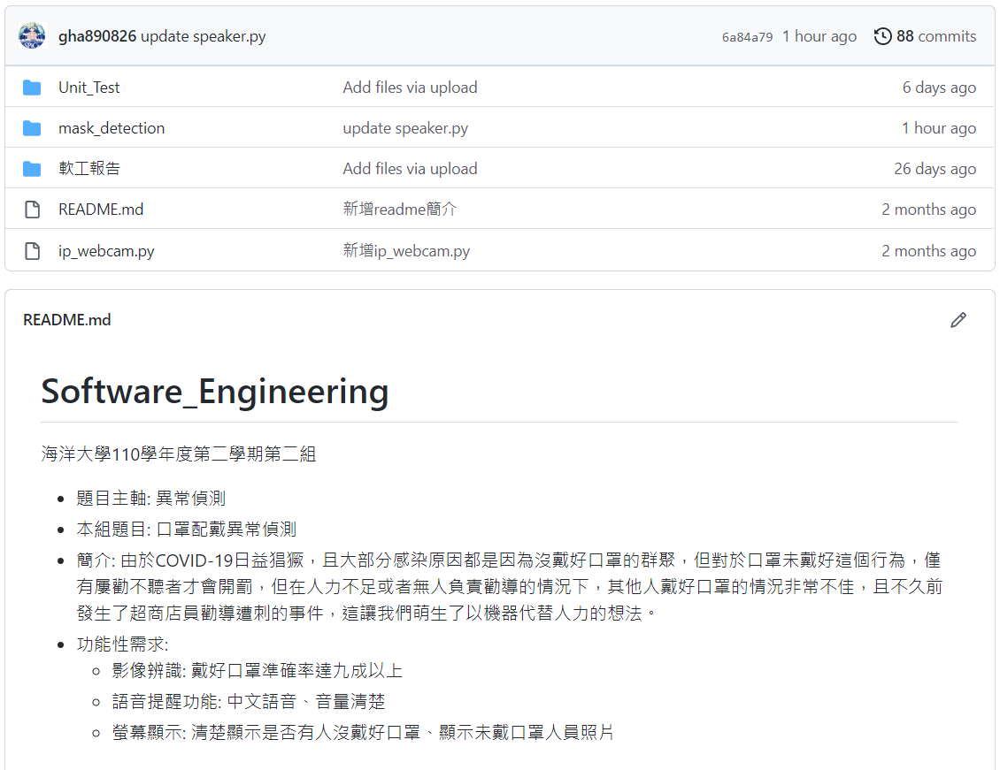 gha890826 update speaker.py 6a84a79 1 hour ago 88 commits
Unit_Test Add files via upload 6 days ago
mask_detection update speaker.py 1 hour ago
軟工報告 Add files via upload 26 days ago
README.md 新增readme簡介 2 months ago
ip_webcam.py 新增ip_webcam.py 2 months ago
README.md
Software_Engineering
海洋大學110學年度第二學期第二組
題目主軸: 異常偵測
本組題目: 口罩配戴異常偵測
簡介: 由於COVID-19日益猖獗，且大部分感染原因都是因為沒戴好口罩的群聚，但對於口罩未戴好這個行為，僅
有屢勸不聽者才會開罰，但在人力不足或者無人負責勸導的情況下，其他人戴好口罩的情況非常不佳，且不久前
發生了超商店員勸導遭刺的事件，這讓我們萌生了以機器代替人力的想法。
功能性需求:
影像辨識: 戴好口罩準確率達九成以上
語音提醒功能: 中文語音、音量清楚
螢幕顯示: 清楚顯示是否有人沒戴好口罩、顯示未戴口罩人員照片